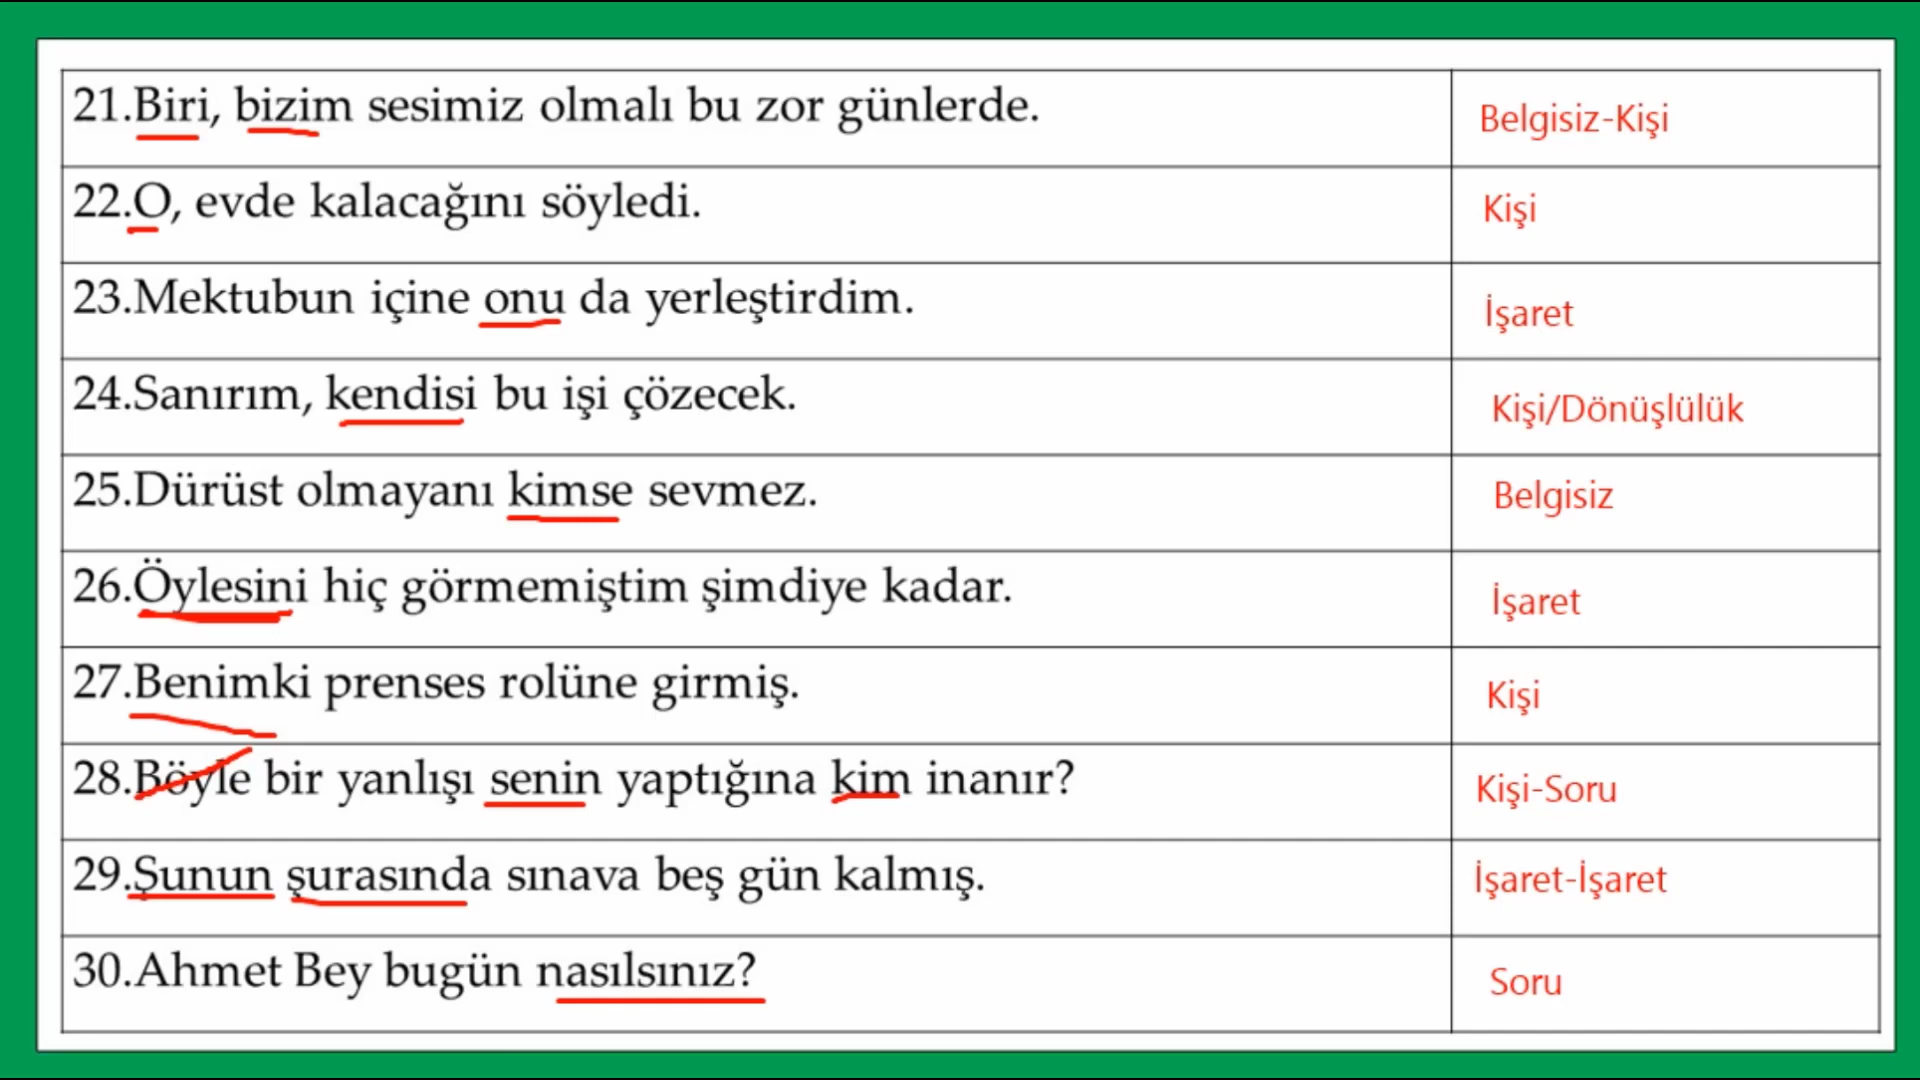 21.Biri, bizim sesimiz olmalı bu zor günlerde. Belgisiz-Kişi
22.O, evde kalacağını söyledi. Kişi
23.Mektubun içine onu da yerleştirdim. İşaret
24.Sanırım, kendisi bu işi çözecek. Kişi/Dönüşlülük
25.Dürüst olmayanı kimse sevmez. Belgisiz
26.Öylesini hiç görmemiştim şimdiye kadar. İşaret
27.Benimki prenses rolüne girmiş. Kişi
28.Böyle bir yanlışı senin yaptığına kim inanır? Kişi-Soru
29.Şunun şurasında sınava beş gün kalmış. İşaret-İşaret
30.Ahmet Bey bugün nasılsınız? Soru